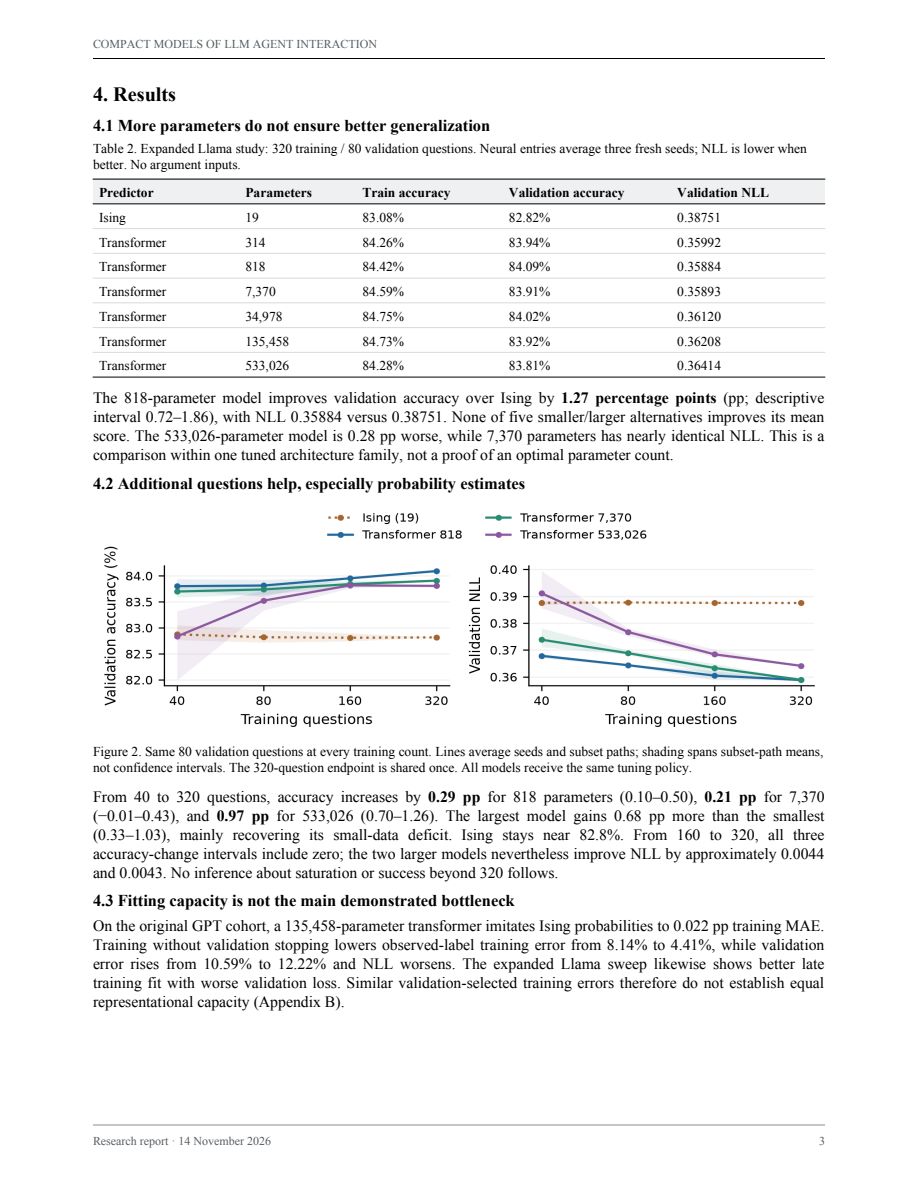 COMPACT MODELS OF LLM AGENT INTERACTION
4. Results
4.1 More parameters do not ensure better generalization
Table 2. Expanded Llama study: 320 training / 80 validation questions. Neural entries average three fresh seeds; NLL is lower when
better. No argument inputs.
Predictor Parameters Train accuracy Validation accuracy Validation NLL
Ising 19 83.08% 82.82% 0.38751
Transformer 314 84.26% 83.94% 0.35992
Transformer 818 84.42% 84.09% 0.35884
Transformer 7,370 84.59% 83.91% 0.35893
Transformer 34,978 84.75% 84.02% 0.36120
Transformer 135,458 84.73% 83.92% 0.36208
Transformer 533,026 84.28% 83.81% 0.36414
The 818-parameter model improves validation accuracy over Ising by 1.27 percentage points (pp; descriptive
interval 0.72–1.86), with NLL 0.35884 versus 0.38751. None of five smaller/larger alternatives improves its mean
score. The 533,026-parameter model is 0.28 pp worse, while 7,370 parameters has nearly identical NLL. This is a
comparison within one tuned architecture family, not a proof of an optimal parameter count.
4.2 Additional questions help, especially probability estimates
Ising (19) Transformer 7,370
Transformer 818 Transformer 533,026
Validation accuracy (%)
84.0
83.5
83.0
82.5
82.0
40 80 160 320
Training questions
Validation NLL
0.40
0.39
0.38
0.37
0.36
40 80 160 320
Training questions
Figure 2. Same 80 validation questions at every training count. Lines average seeds and subset paths; shading spans subset-path means,
not confidence intervals. The 320-question endpoint is shared once. All models receive the same tuning policy.
From 40 to 320 questions, accuracy increases by 0.29 pp for 818 parameters (0.10–0.50), 0.21 pp for 7,370
(−0.01–0.43), and 0.97 pp for 533,026 (0.70–1.26). The largest model gains 0.68 pp more than the smallest
(0.33–1.03), mainly recovering its small-data deficit. Ising stays near 82.8%. From 160 to 320, all three
accuracy-change intervals include zero; the two larger models nevertheless improve NLL by approximately 0.0044
and 0.0043. No inference about saturation or success beyond 320 follows.
4.3 Fitting capacity is not the main demonstrated bottleneck
On the original GPT cohort, a 135,458-parameter transformer imitates Ising probabilities to 0.022 pp training MAE.
Training without validation stopping lowers observed-label training error from 8.14% to 4.41%, while validation
error rises from 10.59% to 12.22% and NLL worsens. The expanded Llama sweep likewise shows better late
training fit with worse validation loss. Similar validation-selected training errors therefore do not establish equal
representational capacity (Appendix B).
Research report · 14 November 2026 3